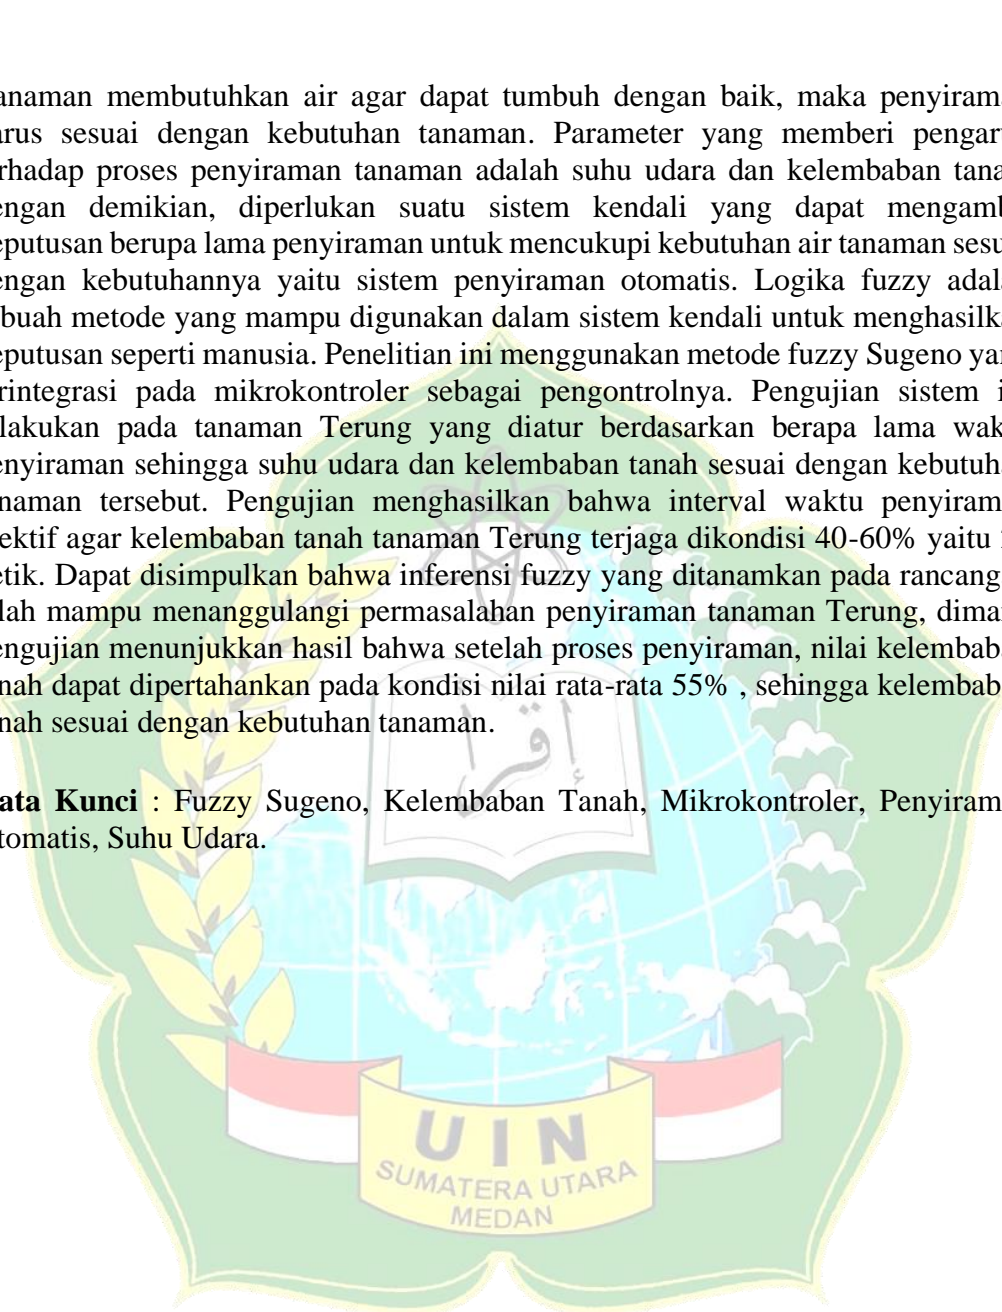 anaman membutuhkan air agar dapat tumbuh dengan baik, maka penyirama
arus sesuai dengan kebutuhan tanaman. Parameter yang memberi pengar
rhadap proses penyiraman tanaman adalah suhu udara dan kelembaban tana
engan demikian, diperlukan suatu sistem kendali yang dapat mengamb
eputusan berupa lama penyiraman untuk mencukupi kebutuhan air tanaman sesu
engan kebutuhannya yaitu sistem penyiraman otomatis. Logika fuzzy adala
buah metode yang mampu digunakan dalam sistem kendali untuk menghasilka
eputusan seperti manusia. Penelitian ini menggunakan metode fuzzy Sugeno yan
rintegrasi pada mikrokontroler sebagai pengontrolnya. Pengujian sistem i
lakukan pada tanaman Terung yang diatur berdasarkan berapa lama wak
enyiraman sehingga suhu udara dan kelembaban tanah sesuai dengan kebutuha
naman tersebut. Pengujian menghasilkan bahwa interval waktu penyiram
ektif agar kelembaban tanah tanaman Terung terjaga dikondisi 40-60% yaitu
etik. Dapat disimpulkan bahwa inferensi fuzzy yang ditanamkan pada rancang
lah mampu menanggulangi permasalahan penyiraman tanaman Terung, dima
engujian menunjukkan hasil bahwa setelah proses penyiraman, nilai kelembaba
nah dapat dipertahankan pada kondisi nilai rata-rata 55% , sehingga kelembab
nah sesuai dengan kebutuhan tanaman.
ata Kunci : Fuzzy Sugeno, Kelembaban Tanah, Mikrokontroler, Penyiram
tomatis, Suhu Udara.
إقرأ
UIN
SUMATERA UTARA
MEDAN